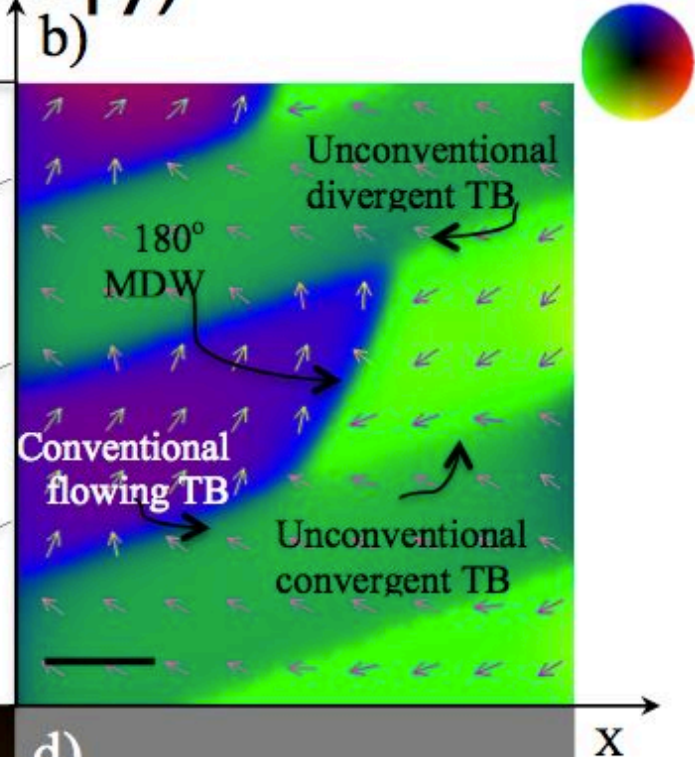 b)
Unconventional
divergent TB
180°
MDW
Conventional
flowing TB
Unconventional
convergent TB
x
d)